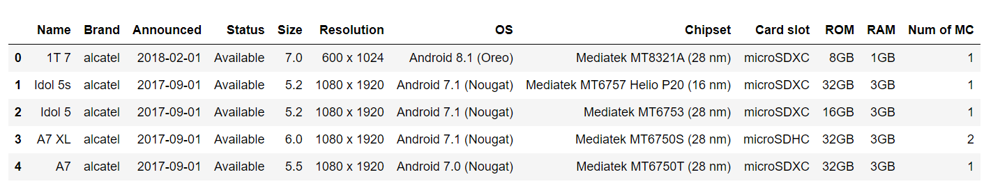 Name Brand Announced Status Size Resolution OS Chipset Card slot ROM RAM Num of MC
0 1T 7 alcatel 2018-02-01 Available 7.0 600 x 1024 Android 8.1 (Oreo) Mediatek MT8321A (28 nm) microSDXC 8GB 1GB 1
1 Idol 5s alcatel 2017-09-01 Available 5.2 1080 x 1920 Android 7.1 (Nougat) Mediatek MT6757 Helio P20 (16 nm) microSDXC 32GB 3GB 1
2 Idol 5 alcatel 2017-09-01 Available 5.2 1080 x 1920 Android 7.1 (Nougat) Mediatek MT6753 (28 nm) microSDXC 16GB 3GB 1
3 A7 XL alcatel 2017-09-01 Available 6.0 1080 x 1920 Android 7.1 (Nougat) Mediatek MT6750S (28 nm) microSDHC 32GB 3GB 2
4 A7 alcatel 2017-09-01 Available 5.5 1080 x 1920 Android 7.0 (Nougat) Mediatek MT6750T (28 nm) microSDXC 32GB 3GB 1